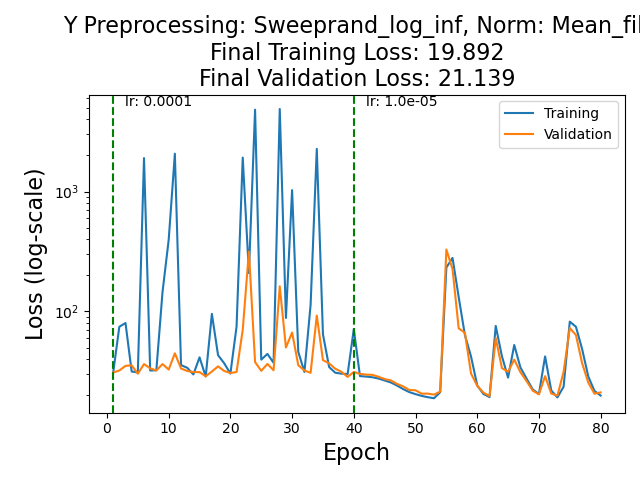 Y Preprocessing: Sweeprand_log_inf, Norm: Mean_fil
Final Training Loss: 19.892
Final Validation Loss: 21.139
lr: 0.0001
lr: 1.0e-05
Training
Validation
Loss (log-scale)
10³
10²
0 10 20 30 40 50 60 70 80
Epoch